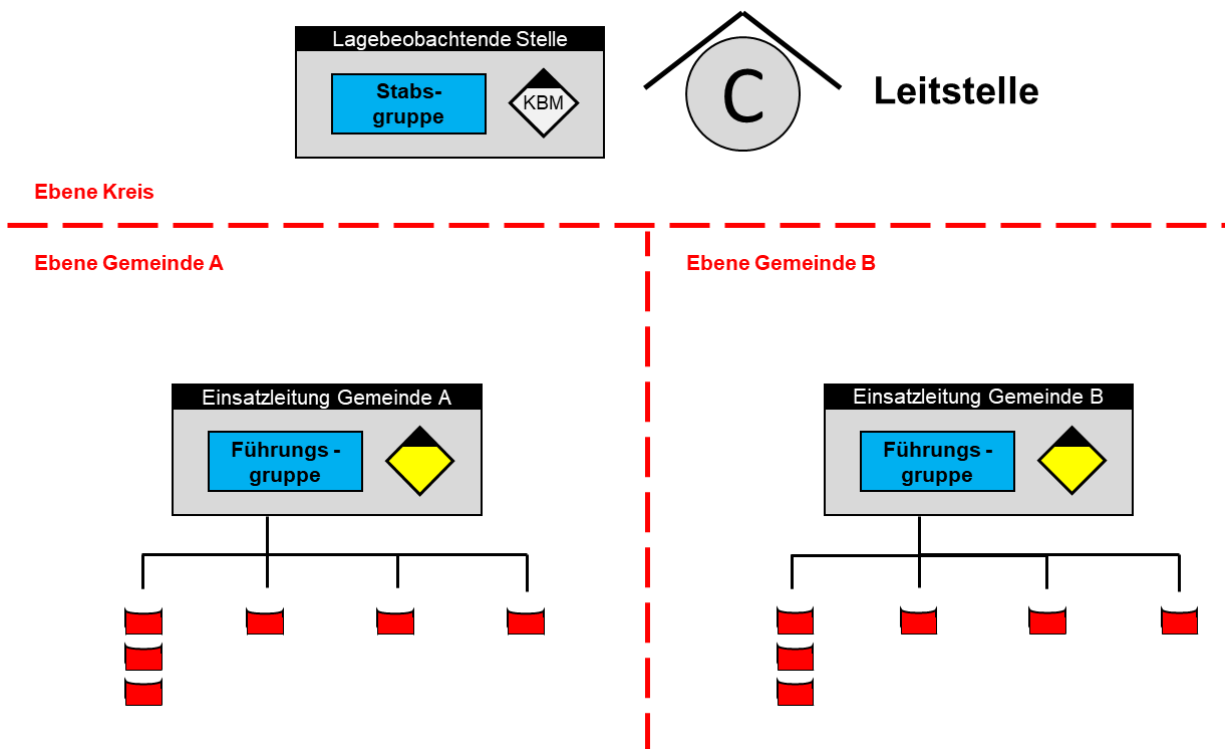 Lagebeobachtende Stelle
Stabs-
gruppe
KBM
C
Leitstelle
Ebene Kreis
Ebene Gemeinde A
Ebene Gemeinde B
Einsatzleitung Gemeinde A
Führungs -
gruppe
Einsatzleitung Gemeinde B
Führungs -
gruppe